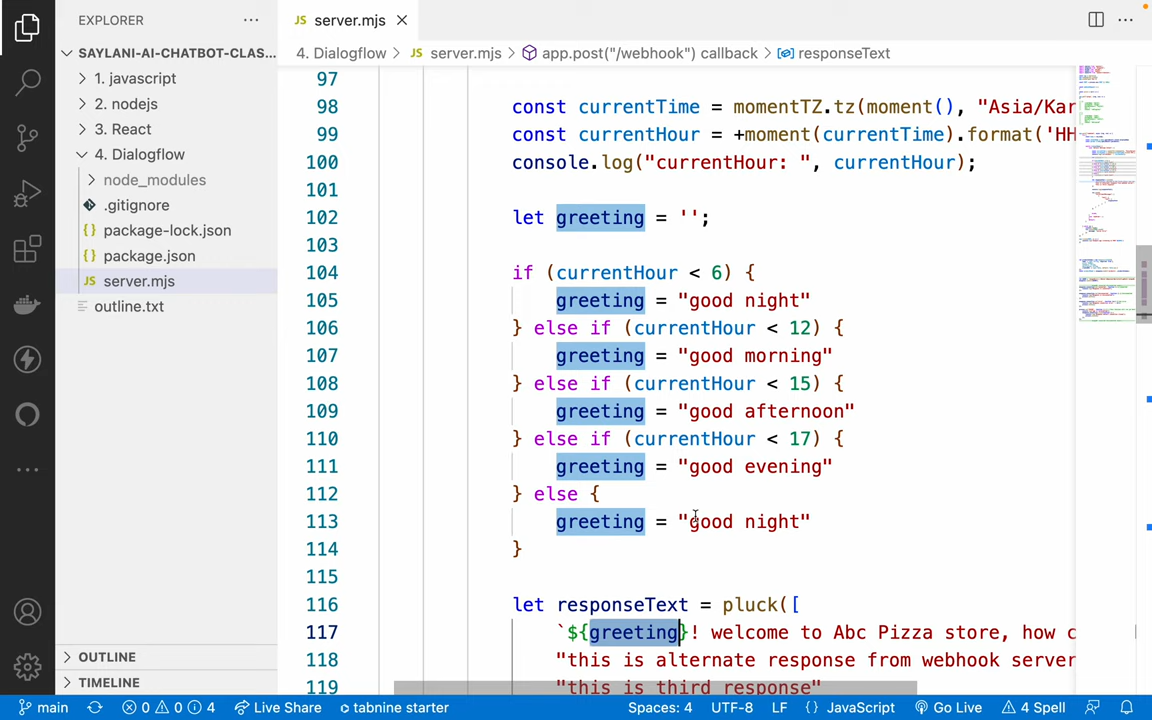 EXPLORER
SAYLANI-AI-CHATBOT-CLAS...
1. javascript
2. nodejs
3. React
4. Dialogflow
node_modules
.gitignore
{} package-lock.json
{} package.json
JS server.mjs
outline.txt
OUTLINE
TIMELINE
JS server.mjs
4. Dialogflow > JS server.mjs > app.post("/webhook") callback > responseText
97
98 const currentTime = momentTZ.tz(moment(), "Asia/Kar
99 const currentHour = +moment(currentTime).format('HH
100 console.log("currentHour: ", currentHour);
101
102 let greeting = '';
103
104 if (currentHour < 6) {
105 greeting = "good night"
106 } else if (currentHour < 12) {
107 greeting = "good morning"
108 } else if (currentHour < 15) {
109 greeting = "good afternoon"
110 } else if (currentHour < 17) {
111 greeting = "good evening"
112 } else {
113 greeting = "good night"
114 }
115
116 let responseText = pluck([
117 `${greeting}! welcome to Abc Pizza store, how c
118 "this is alternate response from webhook server
119 "this is third response"
main 0 0 4 Live Share tabnine starter Spaces: 4 UTF-8 LF {} JavaScript Go Live 4 Spell